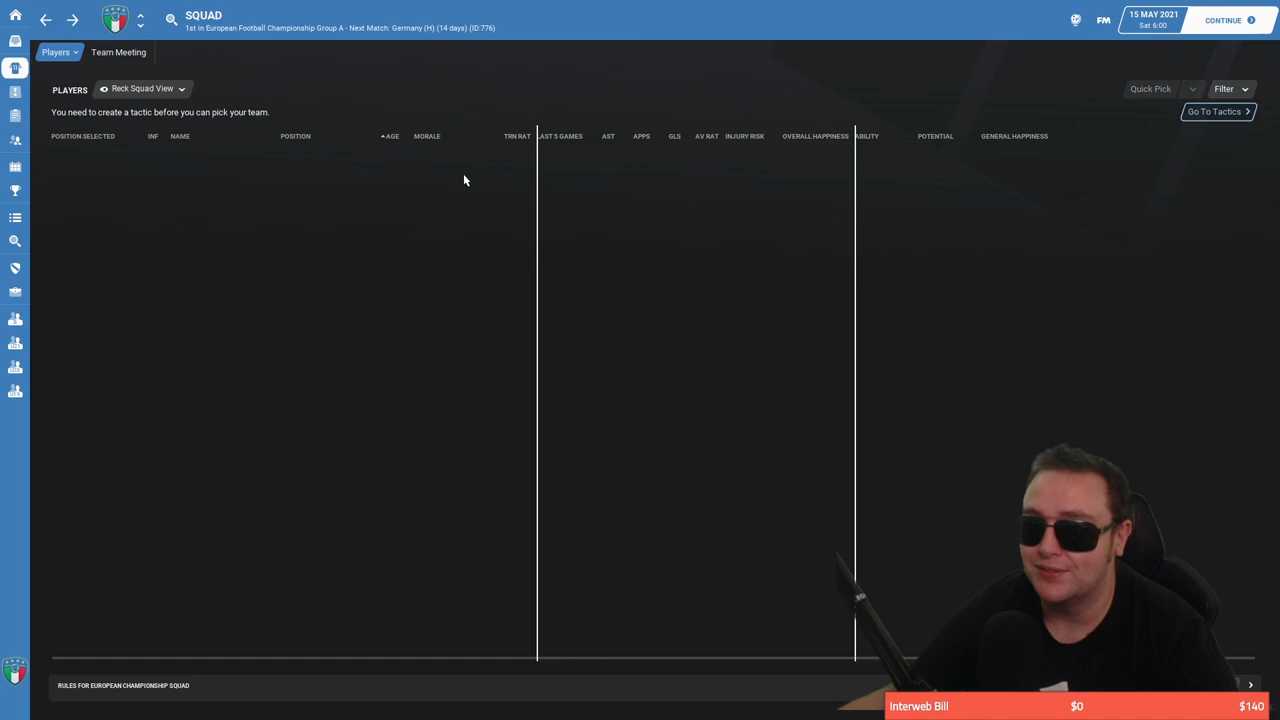 SQUAD
1st in European Football Championship Group A - Next Match: Germany (H) (14 days) (ID:776)
FM
15 MAY 2021
Sat 6:00
CONTINUE
Players
Team Meeting
PLAYERS
Reck Squad View
Quick Pick
Filter
You need to create a tactic before you can pick your team.
Go To Tactics
POSITION SELECTED INF NAME POSITION AGE MORALE TRN RAT LAST 5 GAMES AST APPS GLS AV RAT INJURY RISK OVERALL HAPPINESS ABILITY POTENTIAL GENERAL HAPPINESS
RULES FOR EUROPEAN CHAMPIONSHIP SQUAD
Interweb Bill $0 $140